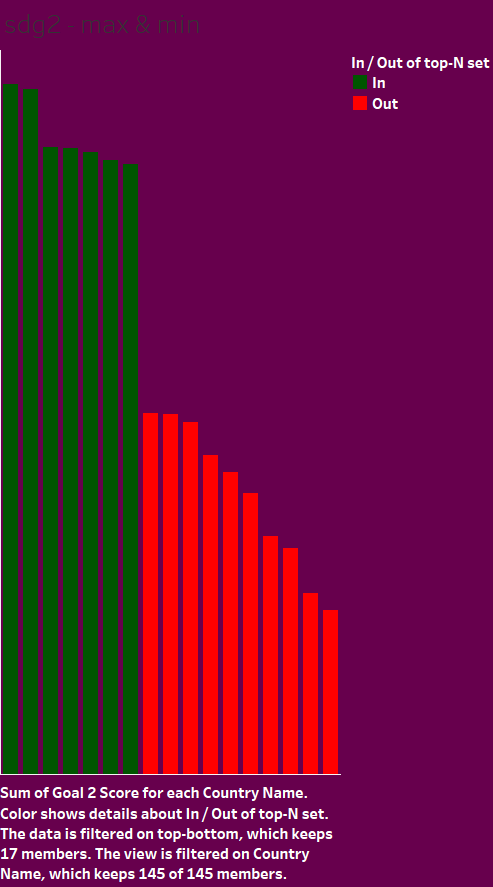 sdg2 - max & min
In / Out of top-N set
In
Out
Sum of Goal 2 Score for each Country Name.
Color shows details about In / Out of top-N set.
The data is filtered on top-bottom, which keeps
17 members. The view is filtered on Country
Name, which keeps 145 of 145 members.